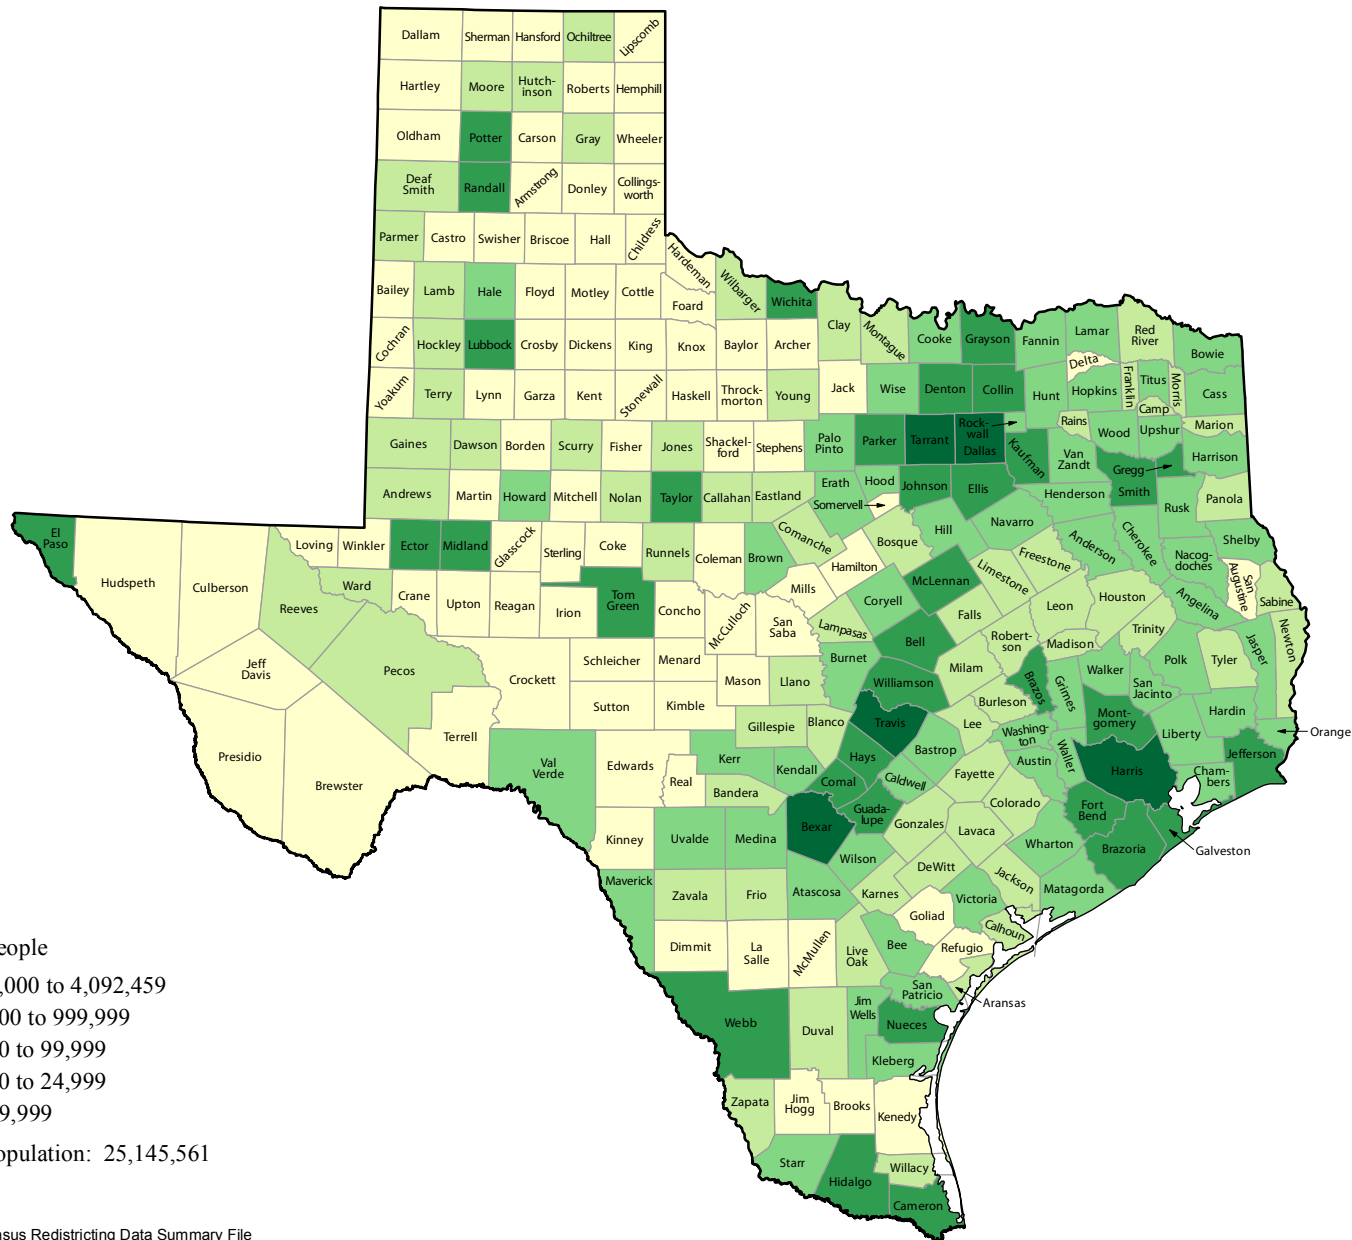 Dallam
Sherman
Hansford
Ochiltree
Lipscomb
Hartley
Moore
Hutch-
inson
Roberts
Hemphill
Oldham
Potter
Carson
Gray
Wheeler
Deaf
Smith
Randall
Armstrong
Donley
Collings-
worth
Parmer
Castro
Swisher
Briscoe
Hall
Childress
Hardeman
Bailey
Lamb
Hale
Floyd
Motley
Cottle
Foard
Wilbarger
Wichita
Clay
Montague
Cooke
Grayson
Fannin
Lamar
Red
River
Bowie
Cochran
Hockley
Lubbock
Crosby
Dickens
King
Knox
Baylor
Archer
Delta
Yoakum
Terry
Lynn
Garza
Kent
Stonewall
Haskell
Throck-
morton
Young
Jack
Wise
Denton
Collin
Hunt
Hopkins
Franklin
Titus
Morris
Cass
Camp
Gaines
Dawson
Borden
Scurry
Fisher
Jones
Shackel-
ford
Stephens
Palo
Pinto
Parker
Tarrant
Rock-
wall
Dallas
Kaufman
Rains
Van
Zandt
Wood
Upshur
Marion
Gregg
Harrison
Andrews
Martin
Howard
Mitchell
Nolan
Taylor
Callahan
Eastland
Erath
Hood
Somervell
Johnson
Ellis
Henderson
Smith
Rusk
Panola
El
Paso
Hudspeth
Culberson
Loving
Winkler
Ector
Midland
Glasscock
Sterling
Coke
Runnels
Coleman
Brown
Comanche
Hamilton
Bosque
Hill
Navarro
Anderson
Cherokee
Nacog-
doches
Shelby
San
Augustine
Sabine
Reeves
Ward
Crane
Upton
Reagan
Irion
Tom
Green
Concho
McCulloch
Mills
San
Saba
Lampasas
Coryell
McLennan
Limestone
Freestone
Falls
Leon
Houston
Angelina
Trinity
Jeff
Davis
Pecos
Crockett
Schleicher
Menard
Mason
Llano
Burnet
Bell
Milam
Robert-
son
Madison
Walker
Polk
Tyler
Jasper
Newton
Sutton
Kimble
Gillespie
Blanco
Williamson
Travis
Burleson
Brazos
Grimes
San
Jacinto
Hardin
Orange
Presidio
Brewster
Terrell
Val
Verde
Edwards
Real
Kerr
Kendall
Bandera
Hays
Comal
Caldwell
Bastrop
Lee
Washing-
ton
Austin
Waller
Mont-
gomery
Liberty
Harris
Jefferson
Cham-
bers
Fayette
Guada-
lupe
Colorado
Fort
Bend
Brazoria
Galveston
Kinney
Uvalde
Medina
Bexar
Wilson
Gonzales
Lavaca
Wharton
DeWitt
Jackson
Matagorda
Maverick
Zavala
Frio
Atascosa
Karnes
Goliad
Victoria
Calhoun
Dimmit
La
Salle
McMullen
Live
Oak
Bee
Refugio
Aransas
San
Patricio
Webb
Duval
Jim
Wells
Nueces
Kleberg
Zapata
Jim
Hogg
Brooks
Kenedy
Starr
Hidalgo
Willacy
Cameron
eople
,000 to 4,092,459
00 to 999,999
0 to 99,999
0 to 24,999
9,999
opulation: 25,145,561
nsus Redistricting Data Summary File